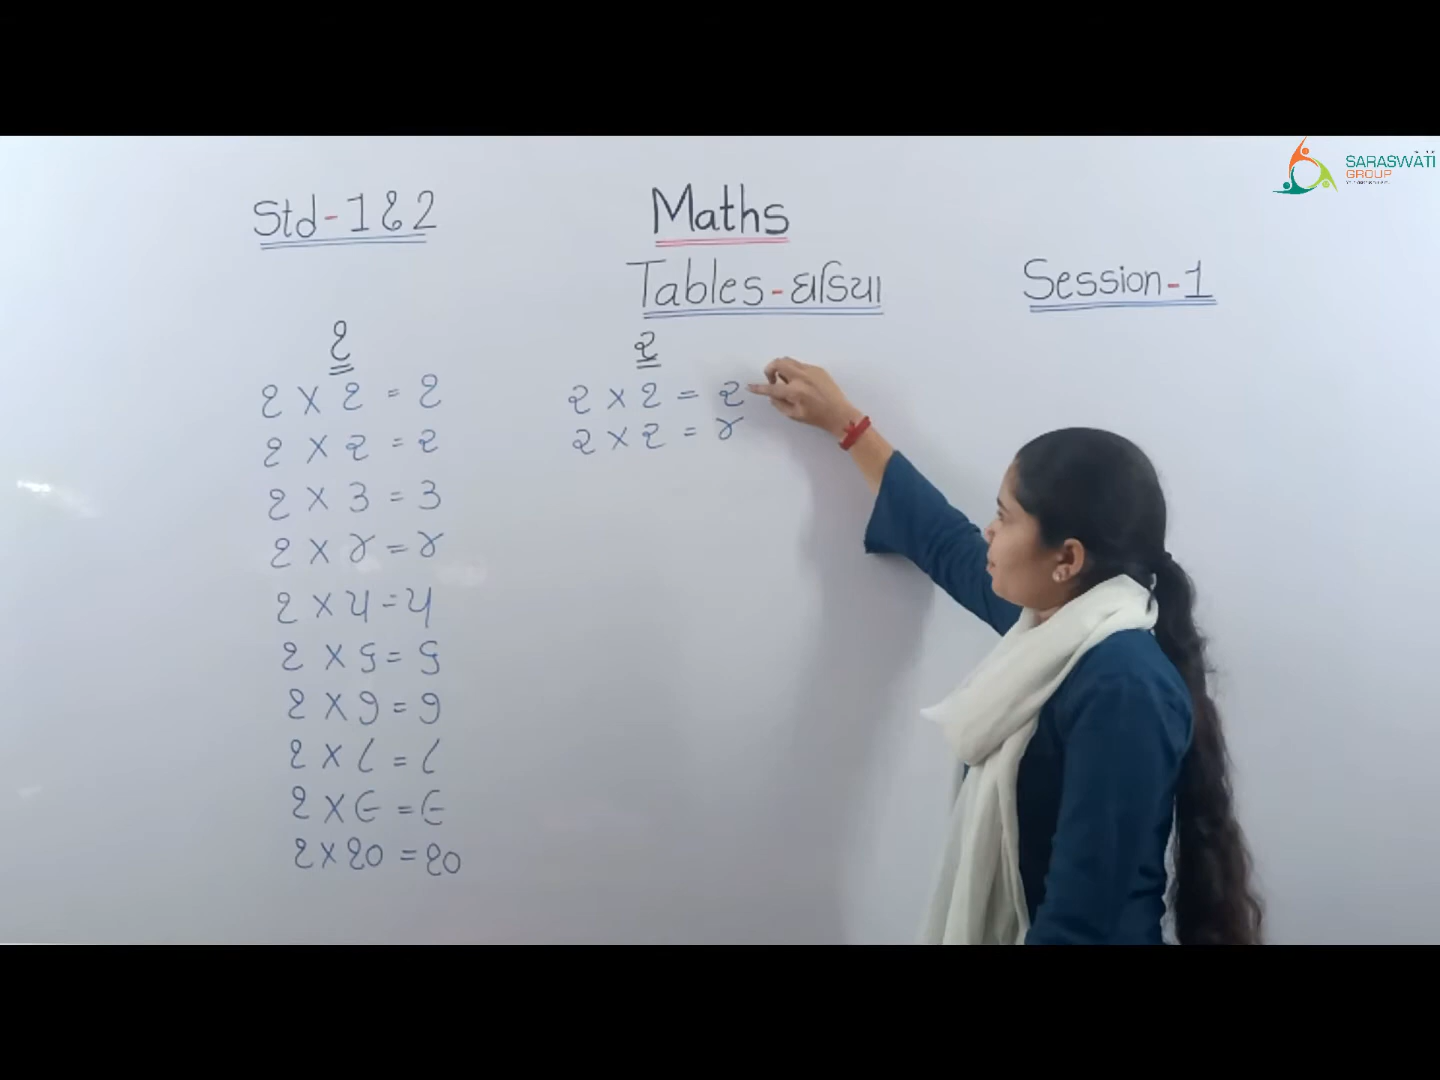 SARASWATI
GROUP
Std-1&2
Maths
Tables-ઘડિયા
Session-1
૧
૧ X ૧ = ૧
૧ X ૨ = ૨
૧ X ૩ = ૩
૧ X ૪ = ૪
૧ X ૫ = ૫
૧ X ૬ = ૬
૧ X ૭ = ૭
૧ X ૮ = ૮
૧ X ૯ = ૯
૧ X ૧૦ = ૧૦
૨
૨ X ૧ = ૨
૨ X ૨ = ૪